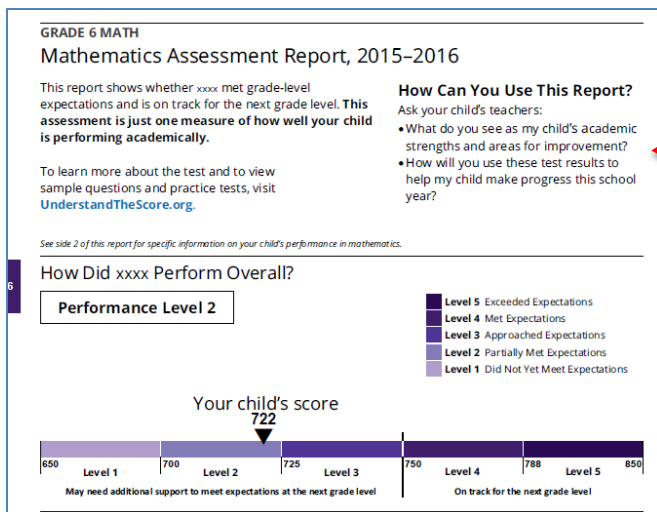 GRADE 6 MATH
Mathematics Assessment Report, 2015–2016
This report shows whether xxxx met grade-level
expectations and is on track for the next grade level. This
assessment is just one measure of how well your child
is performing academically.
To learn more about the test and to view
sample questions and practice tests, visit
UnderstandTheScore.org.
How Can You Use This Report?
Ask your child's teachers:
• What do you see as my child's academic
strengths and areas for improvement?
• How will you use these test results to
help my child make progress this school
year?
See side 2 of this report for specific information on your child's performance in mathematics.
6
How Did xxxx Perform Overall?
Performance Level 2
Level 5 Exceeded Expectations
Level 4 Met Expectations
Level 3 Approached Expectations
Level 2 Partially Met Expectations
Level 1 Did Not Yet Meet Expectations
Your child's score
722
650 700 725 750 788 850
Level 1 Level 2 Level 3 Level 4 Level 5
May need additional support to meet expectations at the next grade level On track for the next grade level